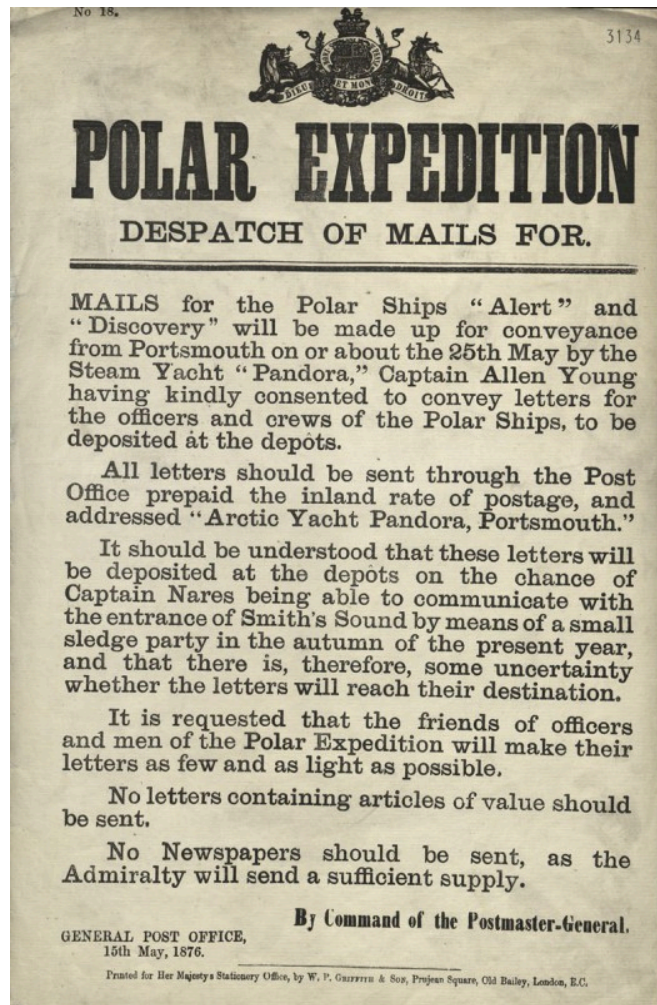 No 18.
3134
DIEU ET MON DROIT
POLAR EXPEDITION
DESPATCH OF MAILS FOR.
MAILS for the Polar Ships “Alert” and
“Discovery” will be made up for conveyance
from Portsmouth on or about the 25th May by the
Steam Yacht “Pandora,” Captain Allen Young
having kindly consented to convey letters for
the officers and crews of the Polar Ships, to be
deposited at the depôts.
All letters should be sent through the Post
Office prepaid the inland rate of postage, and
addressed “Arctic Yacht Pandora, Portsmouth.”
It should be understood that these letters will
be deposited at the depôts on the chance of
Captain Nares being able to communicate with
the entrance of Smith's Sound by means of a small
sledge party in the autumn of the present year,
and that there is, therefore, some uncertainty
whether the letters will reach their destination.
It is requested that the friends of officers
and men of the Polar Expedition will make their
letters as few and as light as possible.
No letters containing articles of value should
be sent.
No Newspapers should be sent, as the
Admiralty will send a sufficient supply.
By Command of the Postmaster-General.
GENERAL POST OFFICE,
15th May, 1876.
Printed for Her Majestys Stationery Office, by W. P. GRIFFITH & SON, Prujean Square, Old Bailey, London, E.C.